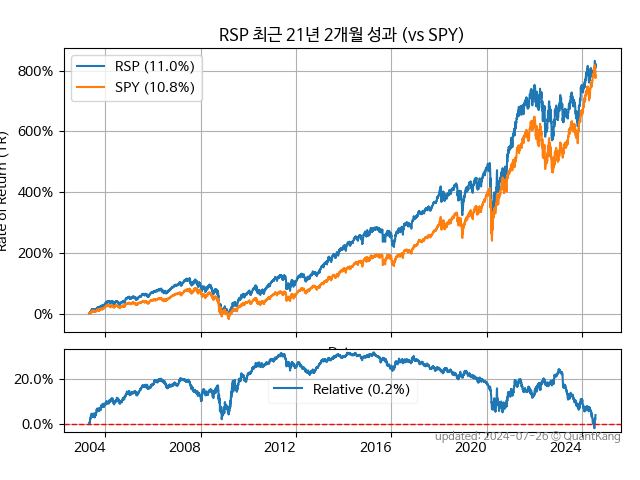 RSP 최근 21년 2개월 성과 (vs SPY)
RSP (11.0%)
SPY (10.8%)
800%
600%
400%
200%
0%
Rate of Return (TR)
20.0%
0.0%
Relative (0.2%)
2004 2008 2012 2016 2020 2024
updated: 2024-07-26 © QuantKang